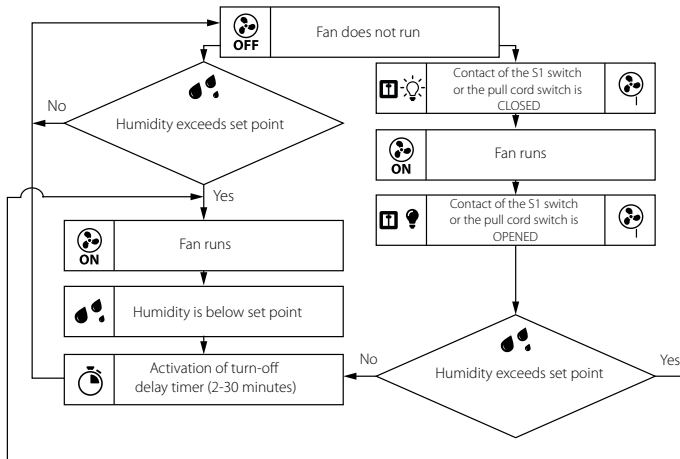 OFF
Fan does not run
No
Humidity exceeds set point
Yes
ON
Fan runs
Humidity is below set point
Activation of turn-off
delay timer (2-30 minutes)
Contact of the S1 switch
or the pull cord switch is
CLOSED
ON
Fan runs
Contact of the S1 switch
or the pull cord switch is
OPENED
No
Humidity exceeds set point
Yes